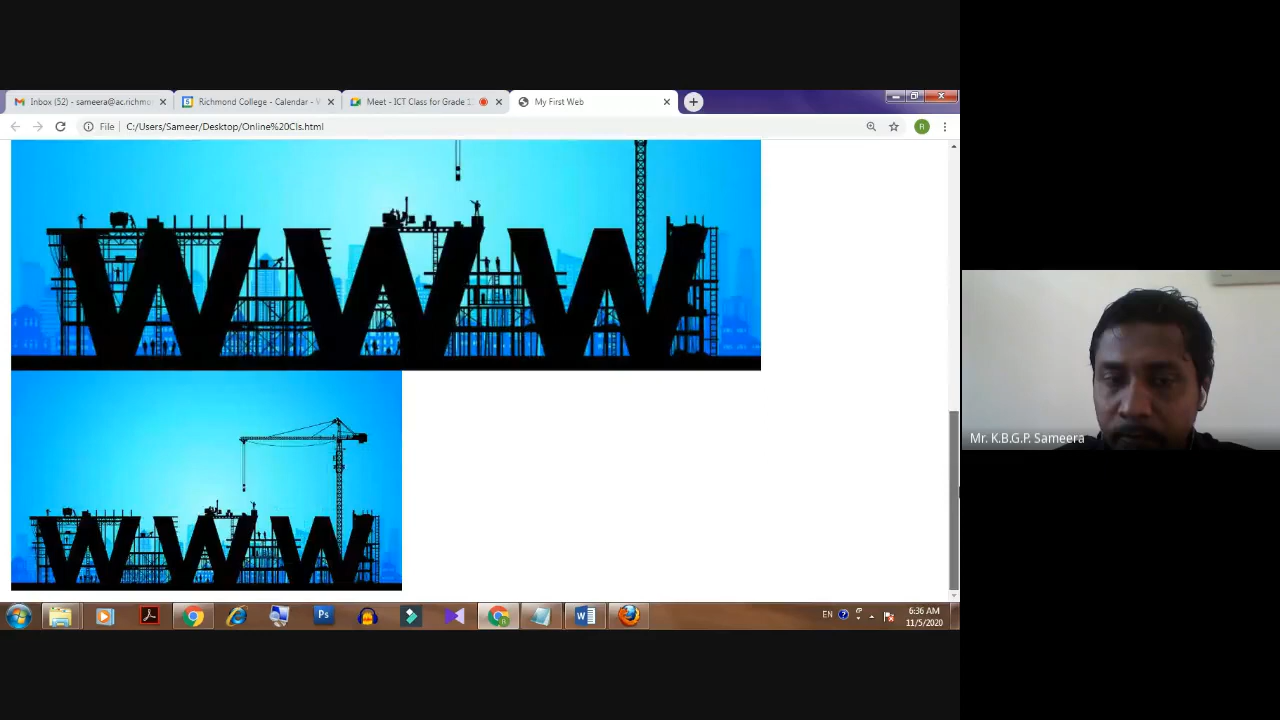 Inbox (52) - sameera@ac.richmo
Richmond College - Calendar -
Meet - ICT Class for Grade 1
My First Web
File
C:/Users/Sameer/Desktop/Online%20Cls.html
R
WWW
WWW
Mr. K.B.G.P. Sameera
Ps
W
EN
6:36 AM
11/5/2020